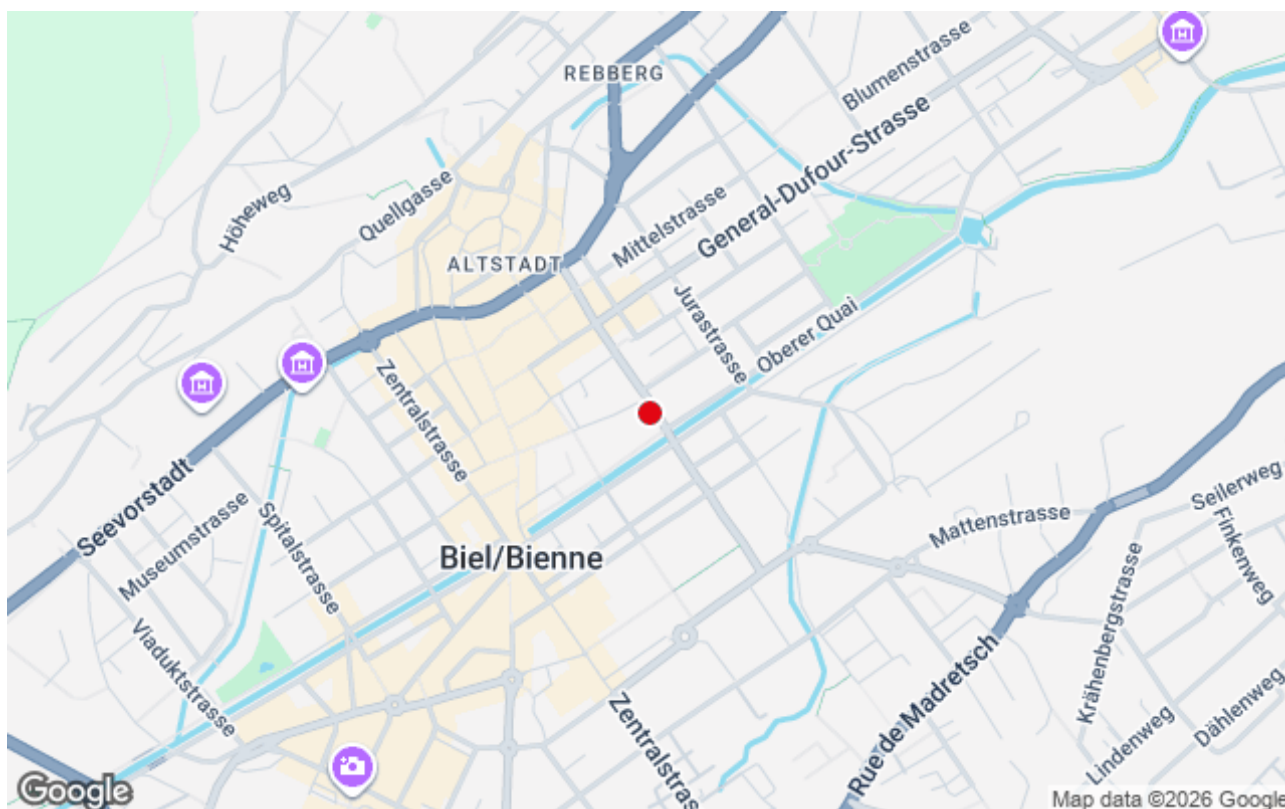 REBBERG
Blumenstrasse
General-Dufour-Strasse
Höheweg
Quellgasse
Mittelstrasse
ALTSTADT
Jurastrasse
Oberer Quai
Zentralstrasse
Seevorstadt
Museumstrasse
Spitalstrasse
Viaduktstrasse
Biel/Bienne
Mattenstrasse
Seilerweg
Finkenweg
Krähenbergstrasse
Rue de Madretsch
Dählenweg
Lindenweg
Zentralstras
Google
Map data ©2026 Google